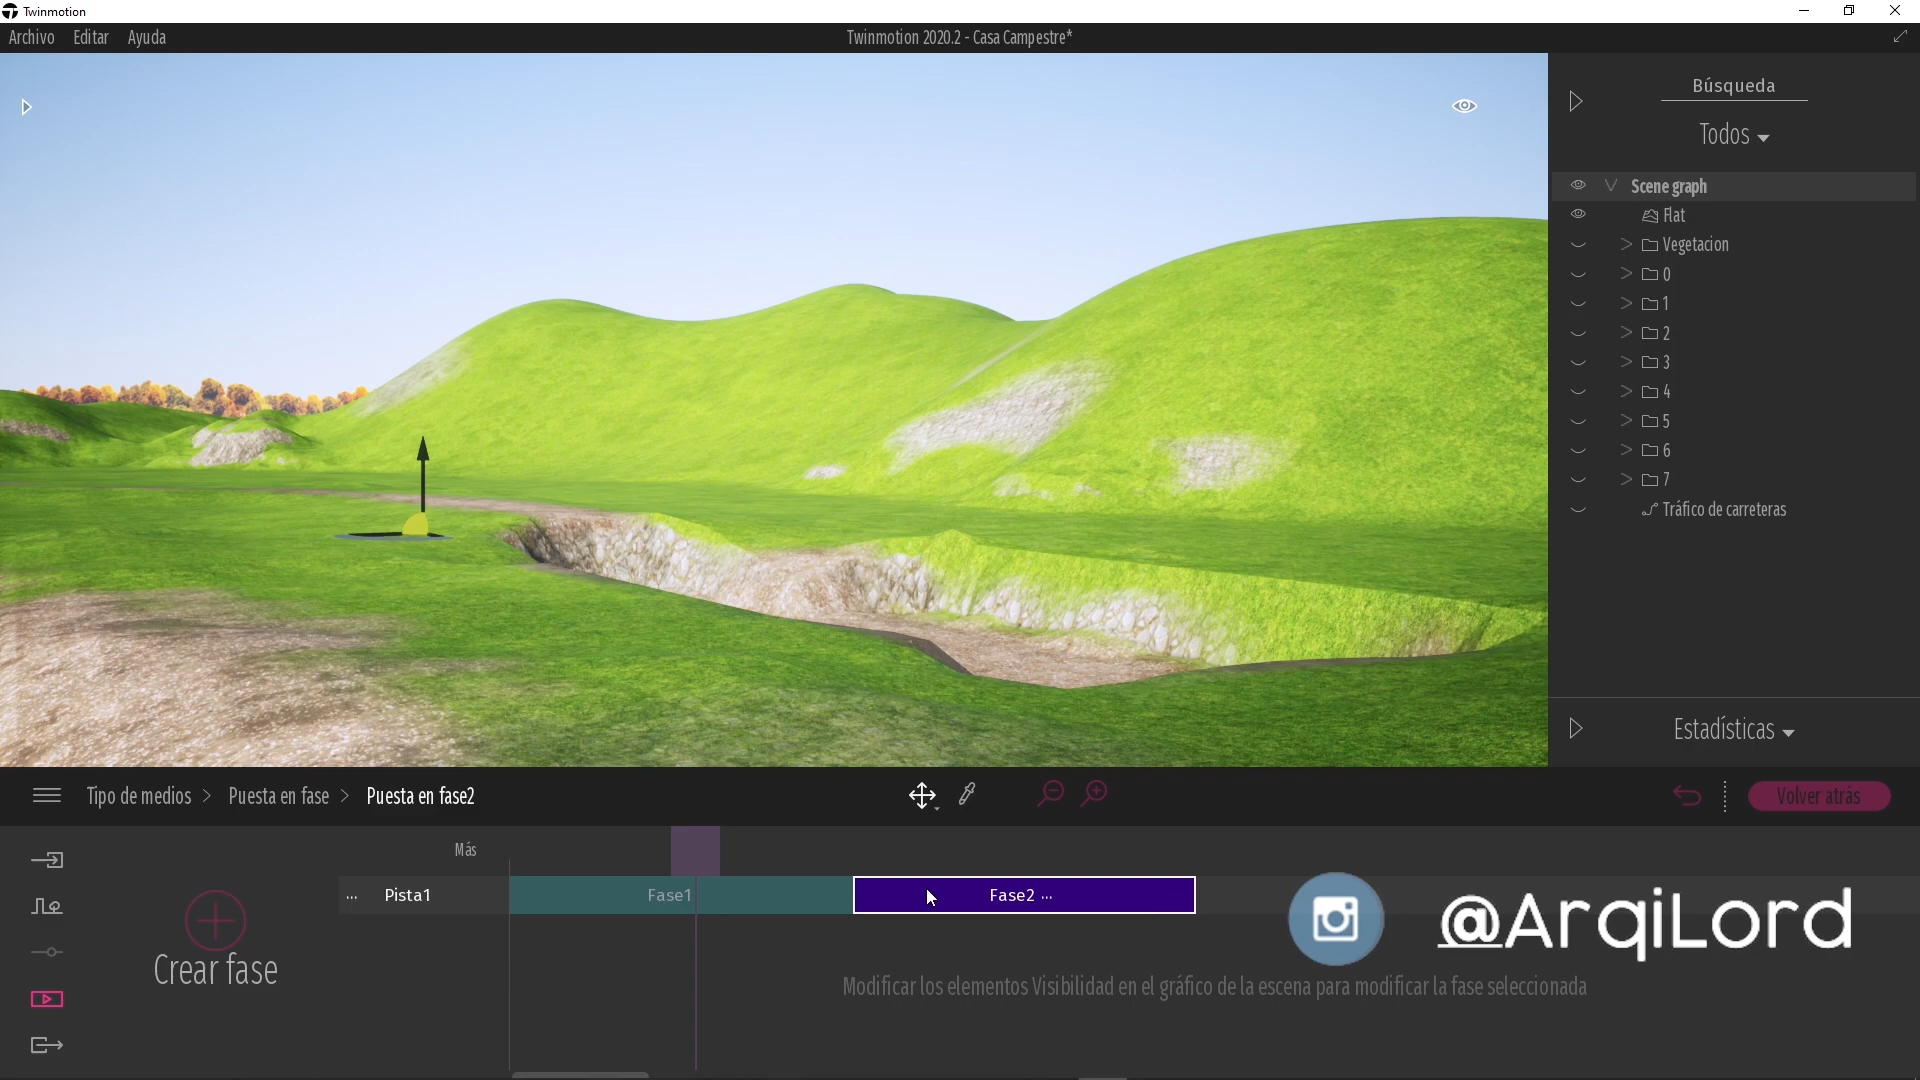 Twinmotion
Archivo Editar Ayuda
Twinmotion 2020.2 - Casa Campestre*
Búsqueda
Todos
Scene graph
Flat
Vegetacion
0
1
2
3
4
5
6
7
Tráfico de carreteras
Estadísticas
Tipo de medios > Puesta en fase > Puesta en fase2
Volver atrás
Más
... Pista1
Fase1
Fase2 ...
Crear fase
@ArqiLord
Modificar los elementos Visibilidad en el gráfico de la escena para modificar la fase seleccionada